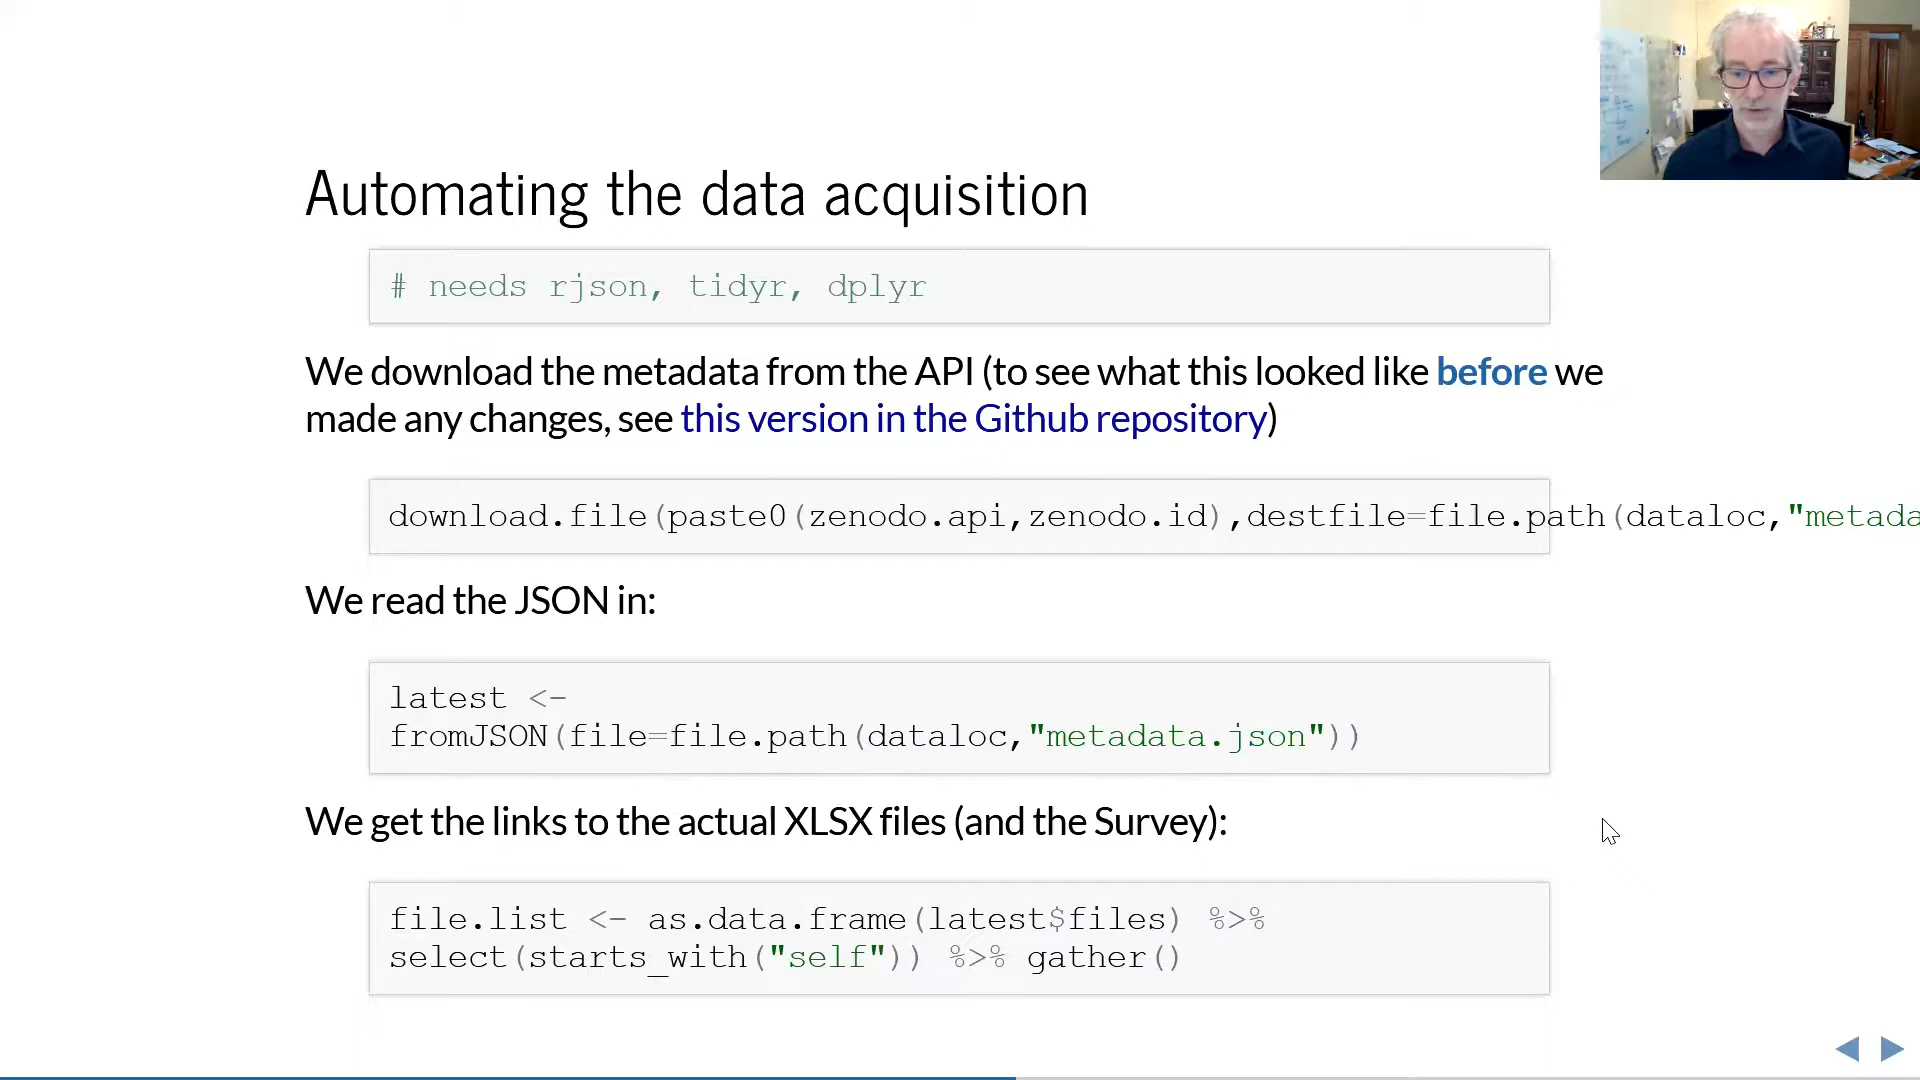 Automating the data acquisition
# needs rjson, tidyr, dplyr
We download the metadata from the API (to see what this looked like before we
made any changes, see this version in the Github repository)
download.file(paste0(zenodo.api,zenodo.id),destfile=file.path(dataloc,"metada
We read the JSON in:
latest <-
fromJSON(file=file.path(dataloc,"metadata.json"))
We get the links to the actual XLSX files (and the Survey):
file.list <- as.data.frame(latest$files) %>%
select(starts_with("self")) %>% gather()